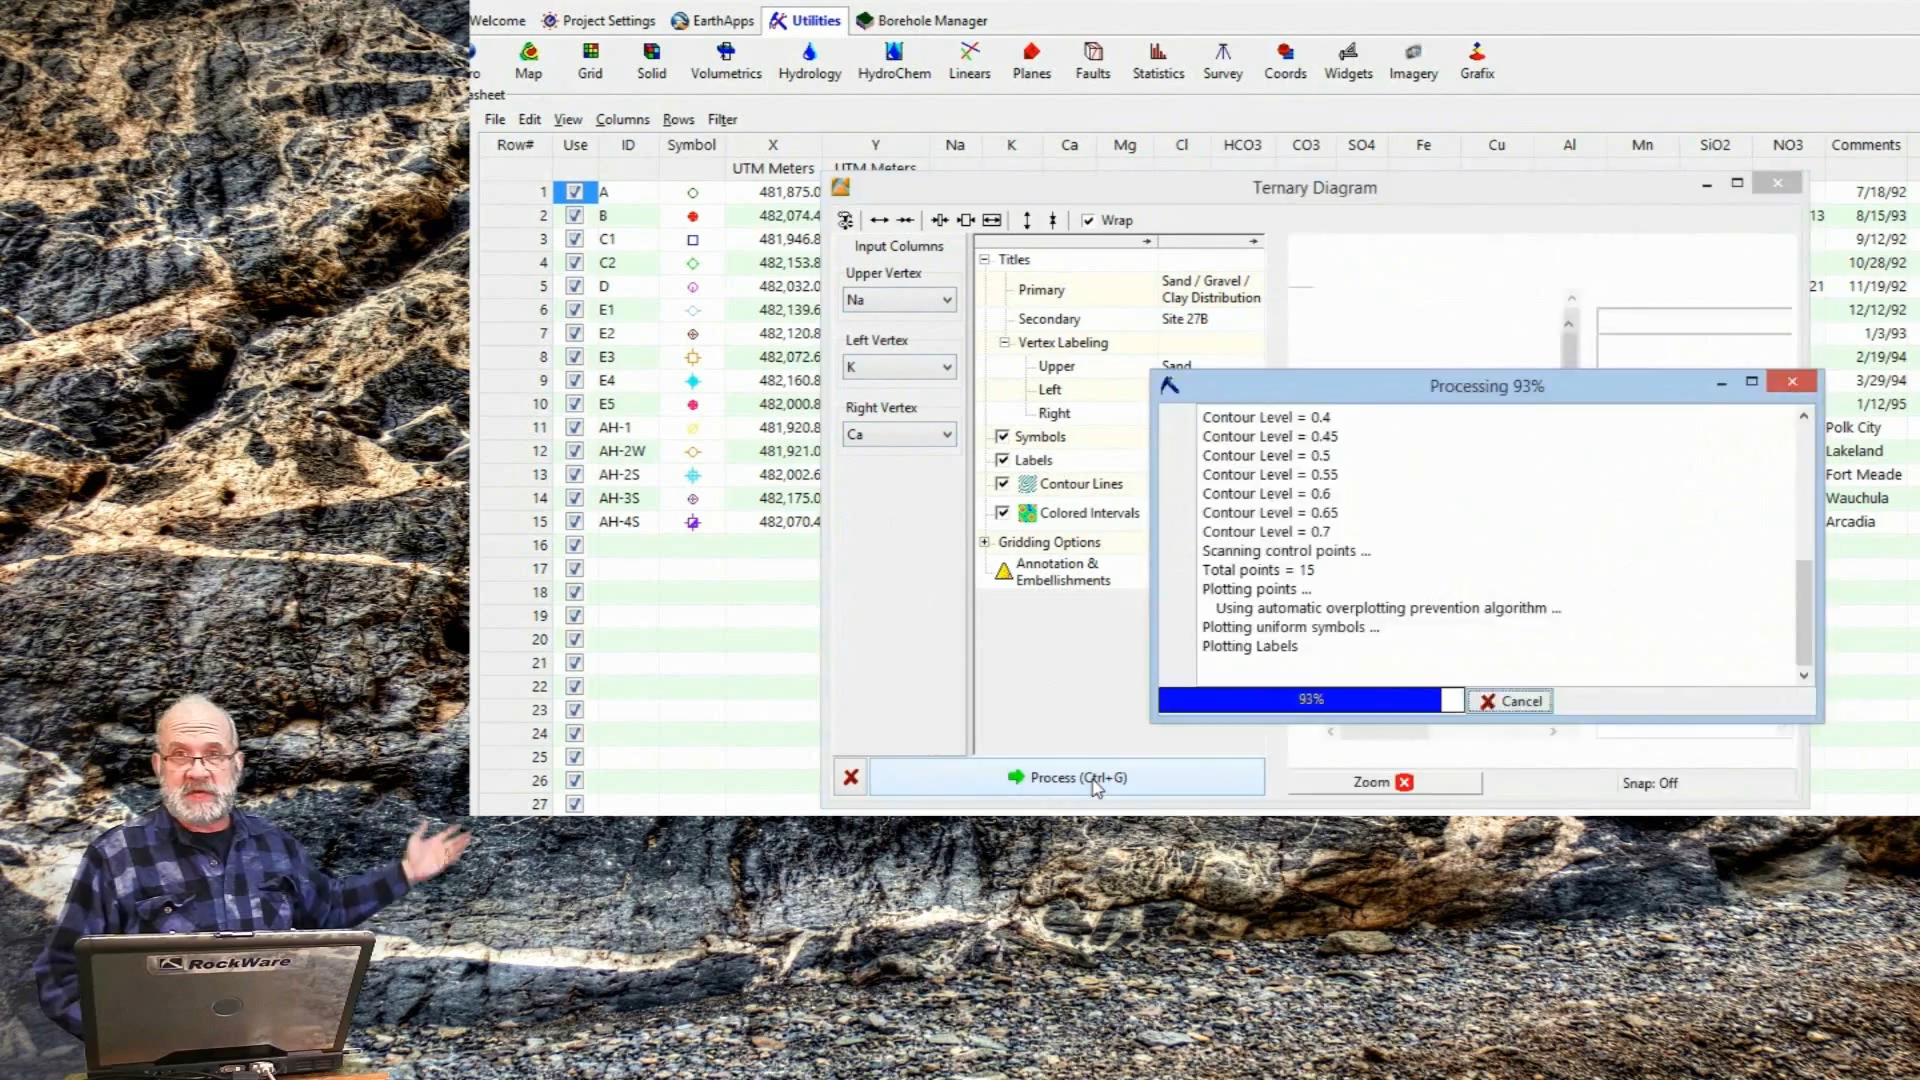 Welcome Project Settings EarthApps Utilities Borehole Manager
Map Grid Solid Volumetrics Hydrology HydroChem Linears Planes Faults Statistics Survey Coords Widgets Imagery Grafix
File Edit View Columns Rows Filter
Row# Use ID Symbol X Y Na K Ca Mg Cl HCO3 CO3 SO4 Fe Cu Al Mn SiO2 NO3 Comments
UTM Meters UTM Meters
1 A 481,875.0 7/18/92
2 B 482,074.4 13 8/15/93
3 C1 481,946.8 9/12/92
4 C2 482,153.8 10/28/92
5 D 482,032.0 21 11/19/92
6 E1 482,139.6 12/12/92
7 E2 482,120.8 1/3/93
8 E3 482,072.6 2/19/94
9 E4 482,160.8 3/29/94
10 E5 482,000.8 1/12/95
11 AH-1 481,920.8 Polk City
12 AH-2W 481,921.0 Lakeland
13 AH-2S 482,002.6 Fort Meade
14 AH-3S 482,175.0 Wauchula
15 AH-4S 482,070.4 Arcadia
16
17
18
19
20
21
22
23
24
25
26
27
Ternary Diagram
Wrap
Input Columns
Upper Vertex
Na
Left Vertex
K
Right Vertex
Ca
Titles
Primary Sand / Gravel /
Clay Distribution
Secondary Site 27B
Vertex Labeling
Upper Sand
Left
Right
Symbols
Labels
Contour Lines
Colored Intervals
Gridding Options
Annotation &
Embellishments
Process (Ctrl+G)
Zoom
Snap: Off
Processing 93%
Contour Level = 0.4
Contour Level = 0.45
Contour Level = 0.5
Contour Level = 0.55
Contour Level = 0.6
Contour Level = 0.65
Contour Level = 0.7
Scanning control points ...
Total points = 15
Plotting points ...
Using automatic overplotting prevention algorithm ...
Plotting uniform symbols ...
Plotting Labels
93%
Cancel
RockWare